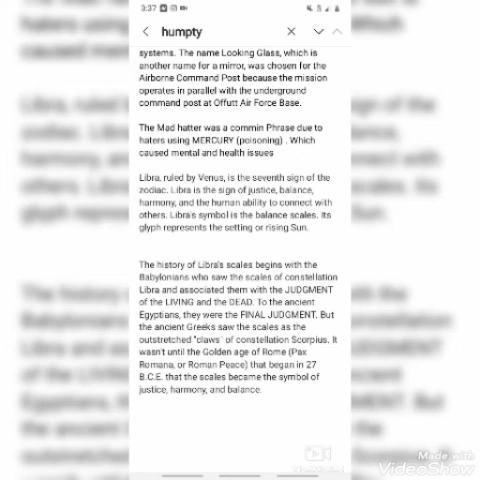 3:37
humpty
systems. The name Looking Glass, which is
another name for a mirror, was chosen for the
Airborne Command Post because the mission
operates in parallel with the underground
command post at Offutt Air Force Base.
The Mad hatter was a commin Phrase due to
haters using MERCURY (poisoning) . Which
caused mental and health issues
Libra, ruled by Venus, is the seventh sign of the
zodiac. Libra is the sign of justice, balance,
harmony, and the human ability to connect with
others. Libra's symbol is the balance scales. Its
glyph represents the setting or rising Sun.
The history of Libra's scales begins with the
Babylonians who saw the scales of constellation
Libra and associated them with the JUDGMENT
of the LIVING and the DEAD. To the ancient
Egyptians, they were the FINAL JUDGMENT. But
the ancient Greeks saw the scales as the
outstretched "claws" of constellation Scorpius. It
wasn't until the Golden age of Rome (Pax
Romana, or Roman Peace) that began in 27
B.C.E. that the scales became the symbol of
justice, harmony, and balance.
Made with
VideoShow